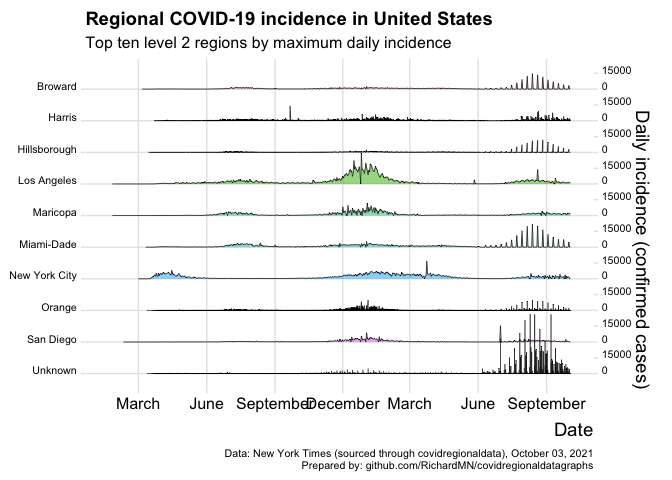 Regional COVID-19 incidence in United States
Top ten level 2 regions by maximum daily incidence
Broward
15000
0
Harris
15000
0
Hillsborough
15000
0
Los Angeles
15000
0
Maricopa
15000
0
Miami-Dade
15000
0
New York City
15000
0
Orange
15000
0
San Diego
15000
0
Unknown
15000
0
Daily incidence (confirmed cases)
March June September December March June September
Date
Data: New York Times (sourced through covidregionaldata), October 03, 2021
Prepared by: github.com/RichardMN/covidregionaldatagraphs